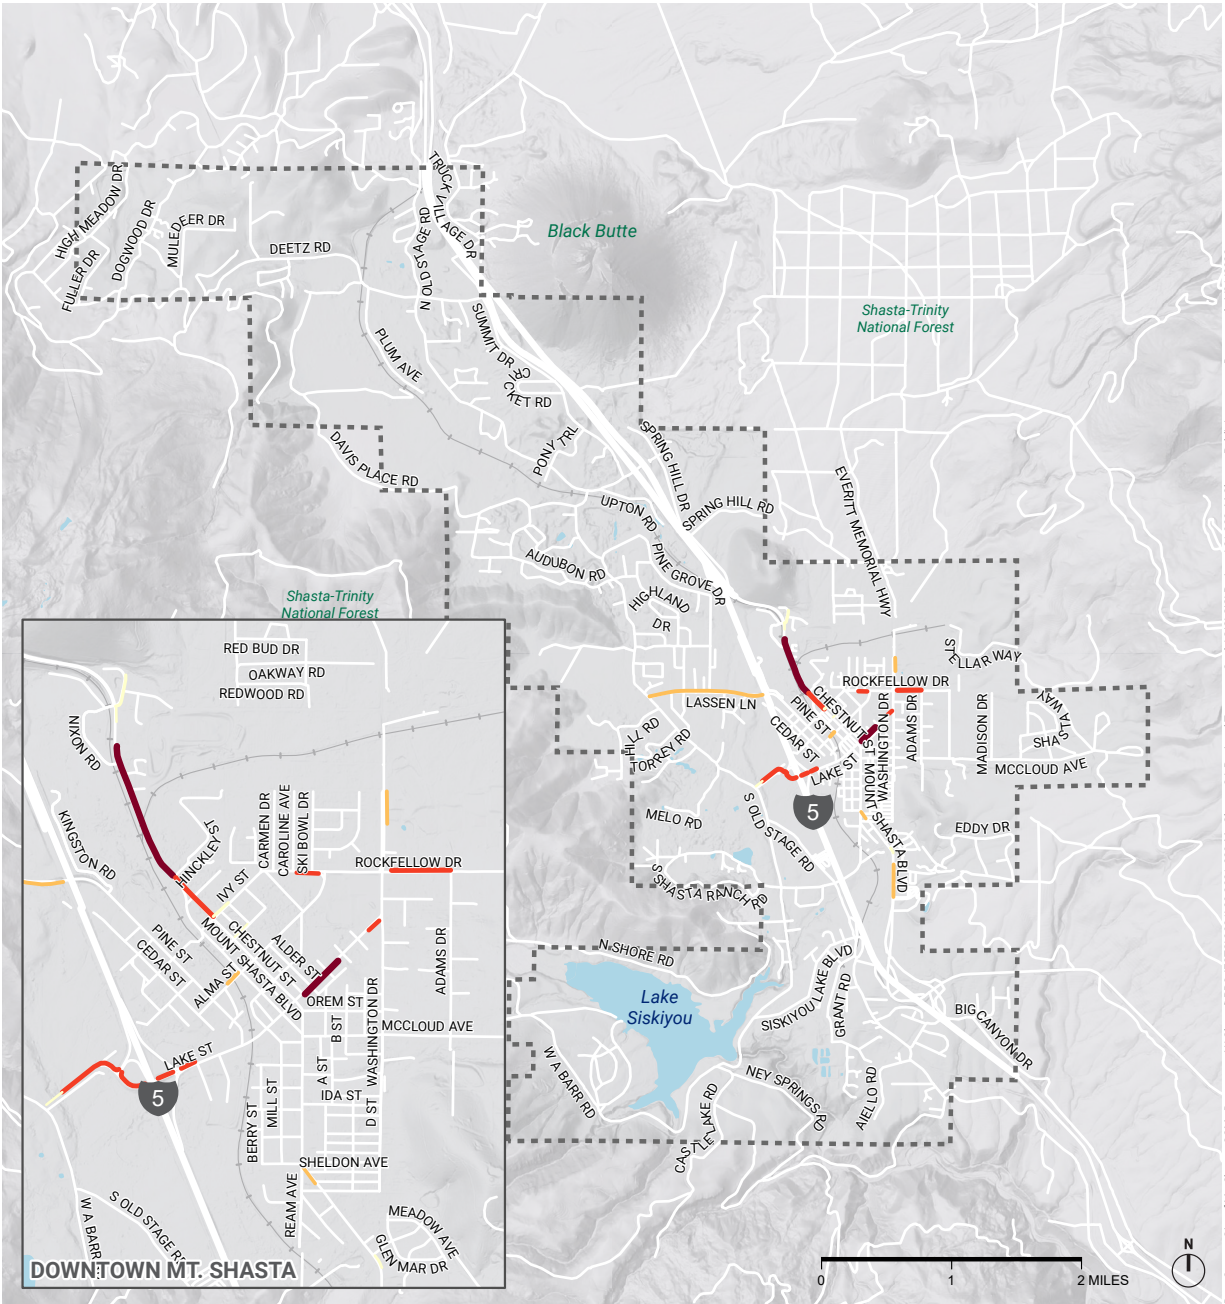 TRUCK VILLAGE DR
HIGH MEADOW DR
DOGWOOD DR
MULEDEER DR
FULLER DR
DEETZ RD
N OLD STAGE RD
Black Butte
Shasta-Trinity
National Forest
SUMMIT DR
PLUM AVE
CRICKET RD
PONY TRL
DAVIS PLACE RD
SPRING HILL DR
SPRING HILL RD
UPTON RD
EVERITT MEMORIAL HWY
AUDUBON RD
PINE GROVE DR
HIGHLAND
DR
Shasta-Trinity
National Forest
STELLAR WAY
ROCKFELLOW DR
LASSEN LN
CHESTNUT ST
PINE ST
CEDAR ST
WASHINGTON DR
ADAMS DR
MADISON DR
SHASTA WAY
SHA
MCCLOUD AVE
HILL RD
TORREY RD
LAKE ST
5
MOUNT SHASTA BLVD
MELO RD
S OLD STAGE RD
EDDY DR
S SHASTA RANCH RD
N SHORE RD
Lake
Siskiyou
SISKIYOU LAKE BLVD
GRANT RD
BIG CANYON DR
W A BARR RD
NEY SPRINGS RD
AIELLO RD
CASTLE LAKE RD
RED BUD DR
OAKWAY RD
REDWOOD RD
NIXON RD
KINGSTON RD
HINCKLEY ST
CARMEN DR
CAROLINE AVE
SKI BOWL DR
ROCKFELLOW DR
IVY ST
PINE ST
CEDAR ST
CHESTNUT ST
ALDER ST
MOUNT SHASTA BLVD
ALMA ST
OREM ST
ADAMS DR
WASHINGTON DR
B ST
MCCLOUD AVE
LAKE ST
5
A ST
IDA ST
MILL ST
D ST
BERRY ST
SHELDON AVE
REAM AVE
W A BARR
S OLD STAGE RD
MEADOW AVE
GLEN MAR DR
DOWNTOWN MT. SHASTA
N
0 1 2 MILES